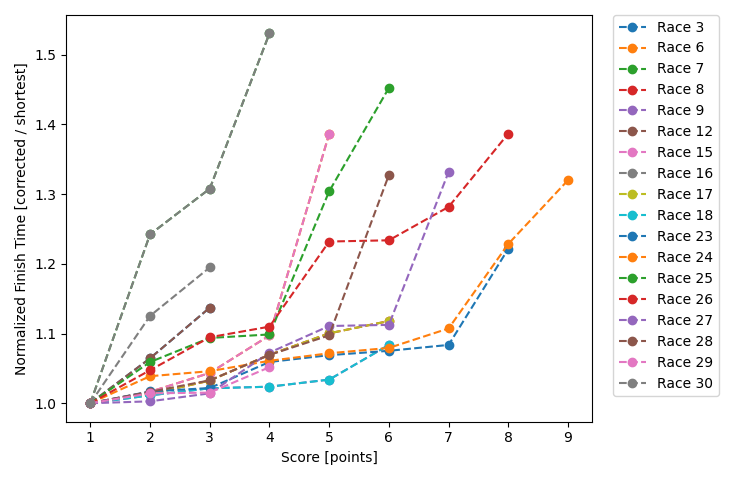 Normalized Finish Time [corrected / shortest]
1.5
1.4
1.3
1.2
1.1
1.0
1 2 3 4 5 6 7 8 9
Score [points]
Race 3
Race 6
Race 7
Race 8
Race 9
Race 12
Race 15
Race 16
Race 17
Race 18
Race 23
Race 24
Race 25
Race 26
Race 27
Race 28
Race 29
Race 30